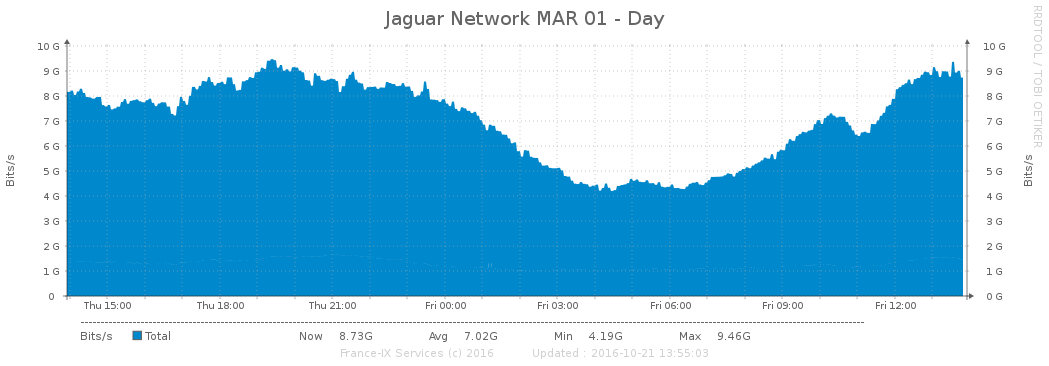 Jaguar Network MAR 01 - Day
RRDTOOL / TOBI OETIKER
Bits/s
10 G
9 G
8 G
7 G
6 G
5 G
4 G
3 G
2 G
1 G
0
10 G
9 G
8 G
7 G
6 G
5 G
4 G
3 G
2 G
1 G
0 G
Bits/s
Thu 15:00 Thu 18:00 Thu 21:00 Fri 00:00 Fri 03:00 Fri 06:00 Fri 09:00 Fri 12:00
Bits/s Total Now 8.73G Avg 7.02G Min 4.19G Max 9.46G
France-IX Services (c) 2016 Updated : 2016-10-21 13:55:03